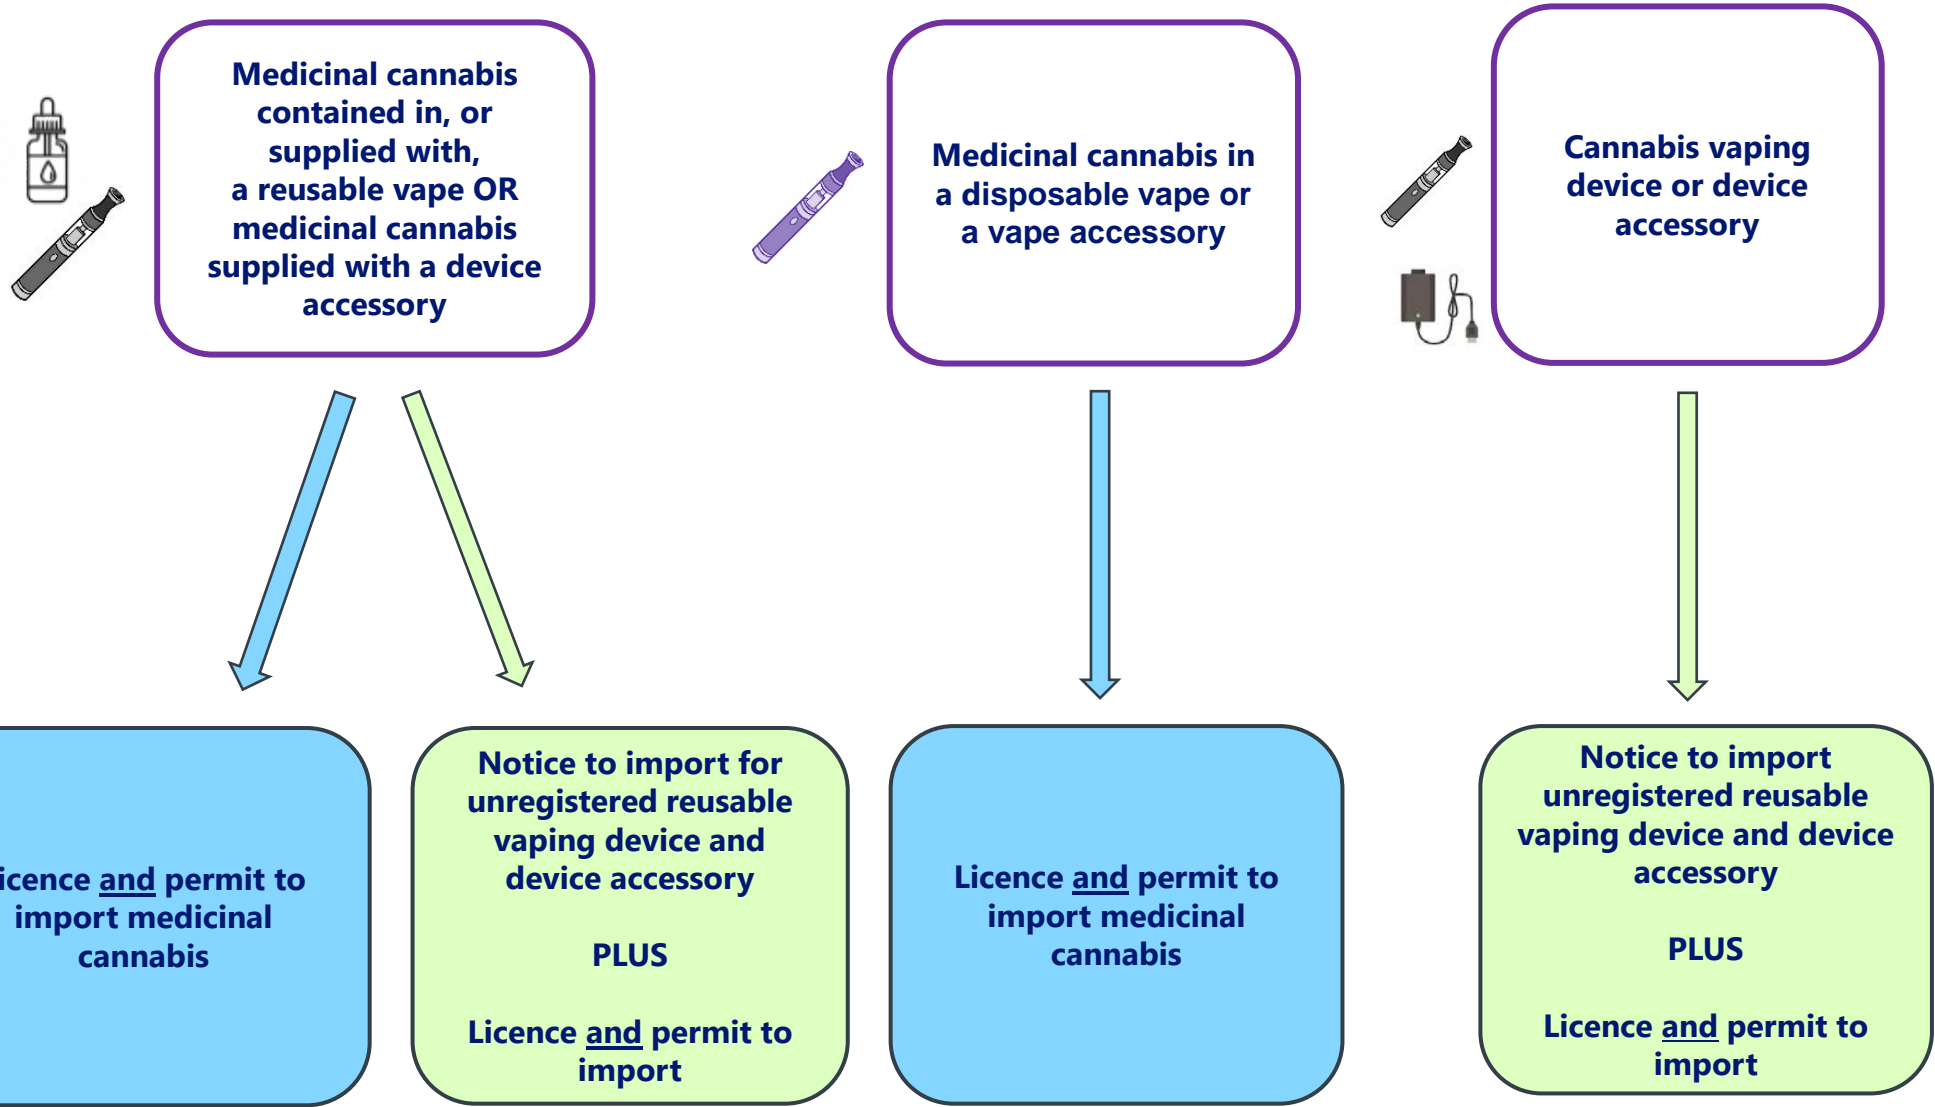 Medicinal cannabis
contained in, or
supplied with,
a reusable vape OR
medicinal cannabis
supplied with a device
accessory
Medicinal cannabis in
a disposable vape or
a vape accessory
Cannabis vaping
device or device
accessory
icence and permit to
import medicinal
cannabis
Notice to import for
unregistered reusable
vaping device and
device accessory
PLUS
Licence and permit to
import
Licence and permit to
import medicinal
cannabis
Notice to import
unregistered reusable
vaping device and device
accessory
PLUS
Licence and permit to
import